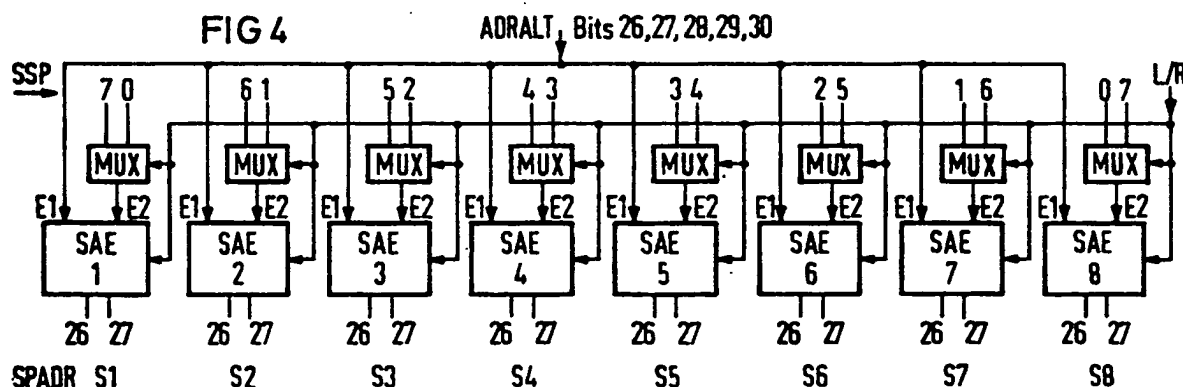 FIG 4
ADRALT, Bits 26,27,28,29,30
SSP
L/R
7 0 6 1 5 2 4 3 3 4 2 5 1 6 0 7
MUX MUX MUX MUX MUX MUX MUX MUX
E1 E2 E1 E2 E1 E2 E1 E2 E1 E2 E1 E2 E1 E2 E1 E2
SAE SAE SAE SAE SAE SAE SAE SAE
1 2 3 4 5 6 7 8
26 27 26 27 26 27 26 27 26 27 26 27 26 27 26 27
SPADR S1 S2 S3 S4 S5 S6 S7 S8